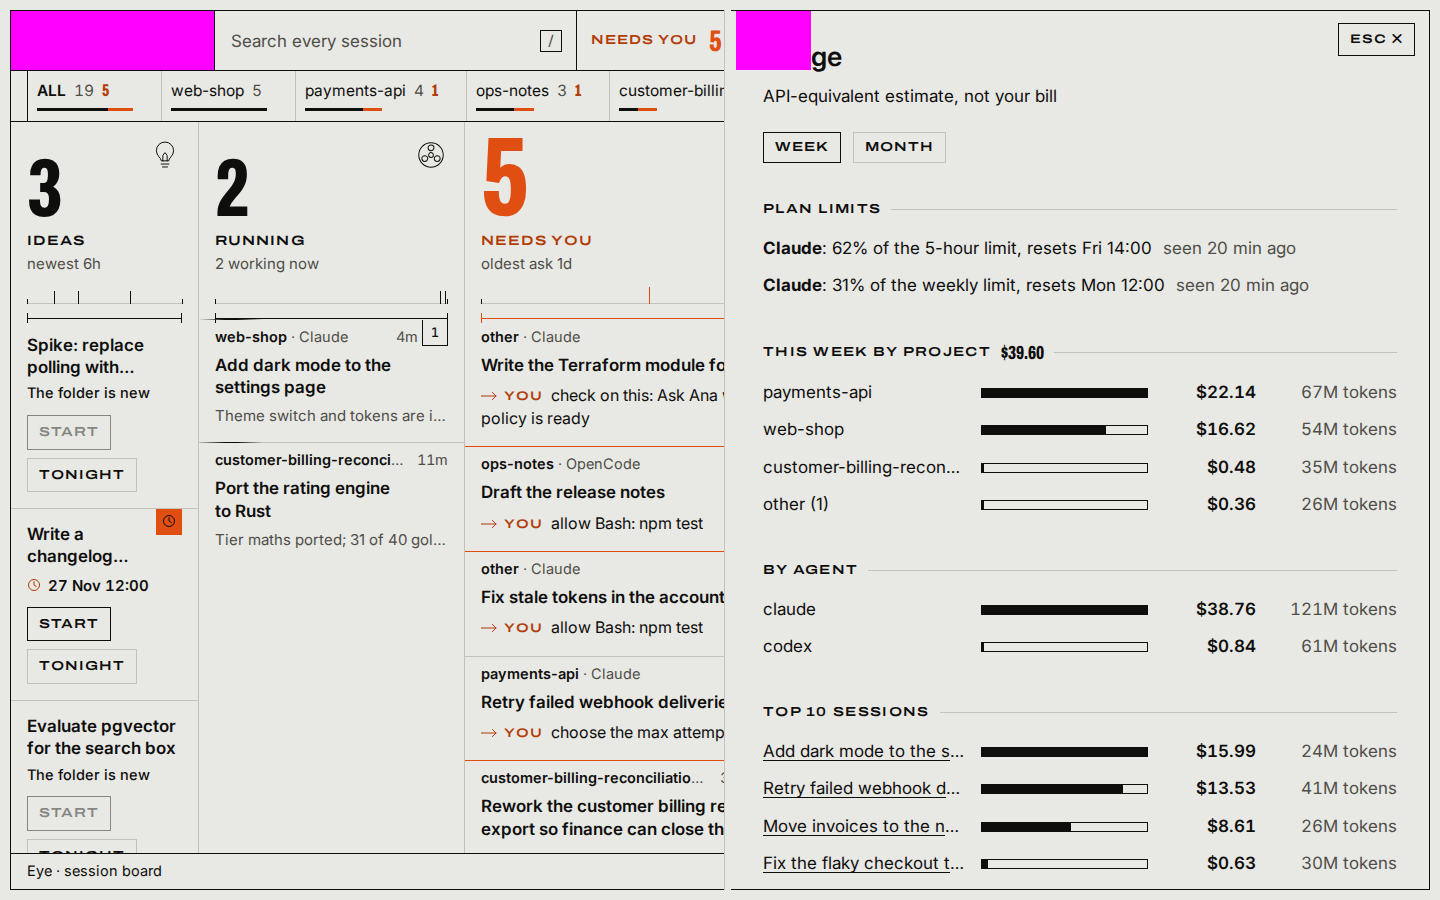 Search every session
/
NEEDS YOU 5
ALL 19 5
web-shop 5
payments-api 4 1
ops-notes 3 1
customer-billin
3
IDEAS
newest 6h
Spike: replace
polling with...
The folder is new
START
TONIGHT
Write a
changelog...
27 Nov 12:00
START
TONIGHT
Evaluate pgvector
for the search box
The folder is new
START
TONIGHT
2
RUNNING
2 working now
web-shop · Claude 4m 1
Add dark mode to the
settings page
Theme switch and tokens are i...
customer-billing-reconci... 11m
Port the rating engine
to Rust
Tier maths ported; 31 of 40 gol...
5
NEEDS YOU
oldest ask 1d
other · Claude
Write the Terraform module fo
→ YOU check on this: Ask Ana
policy is ready
ops-notes · OpenCode
Draft the release notes
→ YOU allow Bash: npm test
other · Claude
Fix stale tokens in the account
→ YOU allow Bash: npm test
payments-api · Claude
Retry failed webhook deliverie
→ YOU choose the max attemp
customer-billing-reconciliatio...
Rework the customer billing re
export so finance can close th
Eye · session board
ge
ESC ×
API-equivalent estimate, not your bill
WEEK
MONTH
PLAN LIMITS
Claude: 62% of the 5-hour limit, resets Fri 14:00 seen 20 min ago
Claude: 31% of the weekly limit, resets Mon 12:00 seen 20 min ago
THIS WEEK BY PROJECT $39.60
payments-api $22.14 67M tokens
web-shop $16.62 54M tokens
customer-billing-recon... $0.48 35M tokens
other (1) $0.36 26M tokens
BY AGENT
claude $38.76 121M tokens
codex $0.84 61M tokens
TOP 10 SESSIONS
Add dark mode to the s... $15.99 24M tokens
Retry failed webhook d... $13.53 41M tokens
Move invoices to the n... $8.61 26M tokens
Fix the flaky checkout t... $0.63 30M tokens